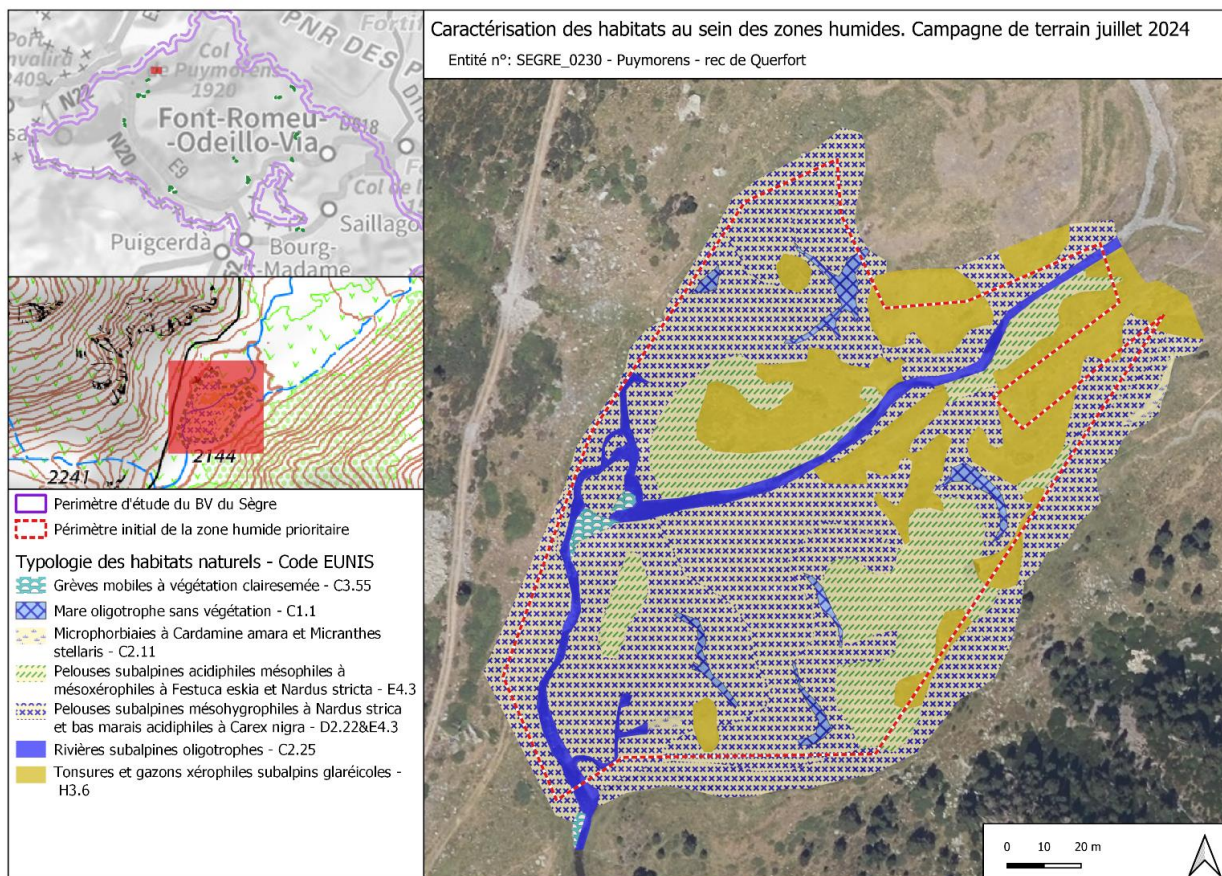 Caractérisation des habitats au sein des zones humides. Campagne de terrain juillet 2024
Entité n°: SEGRE_0230 - Puymorens - rec de Querfort
PNR DES P
Fortil
Port
nvalira
2409
Col
de Puymorens
1920
N22
N20
E9
Font-Romeu-
-Odeillo-Via
D618
Col de l
Saillago
Puigcerdà
Bourg-
-Madame
2144
2241
Perimètre d'étude du BV du Sègre
Périmètre initial de la zone humide prioritaire
Typologie des habitats naturels - Code EUNIS
Grèves mobiles à végétation clairesemée - C3.55
Mare oligotrophe sans végétation - C1.1
Microphorbiaies à Cardamine amara et Micranthes
stellaris - C2.11
Pelouses subalpines acidiphiles mésophiles à
mésoxérophiles à Festuca eskia et Nardus stricta - E4.3
Pelouses subalpines mésohygrophiles à Nardus strica
et bas marais acidiphiles à Carex nigra - D2.22&E4.3
Rivières subalpines oligotrophes - C2.25
Tonsures et gazons xérophiles subalpins glaréicoles -
H3.6
0 10 20 m